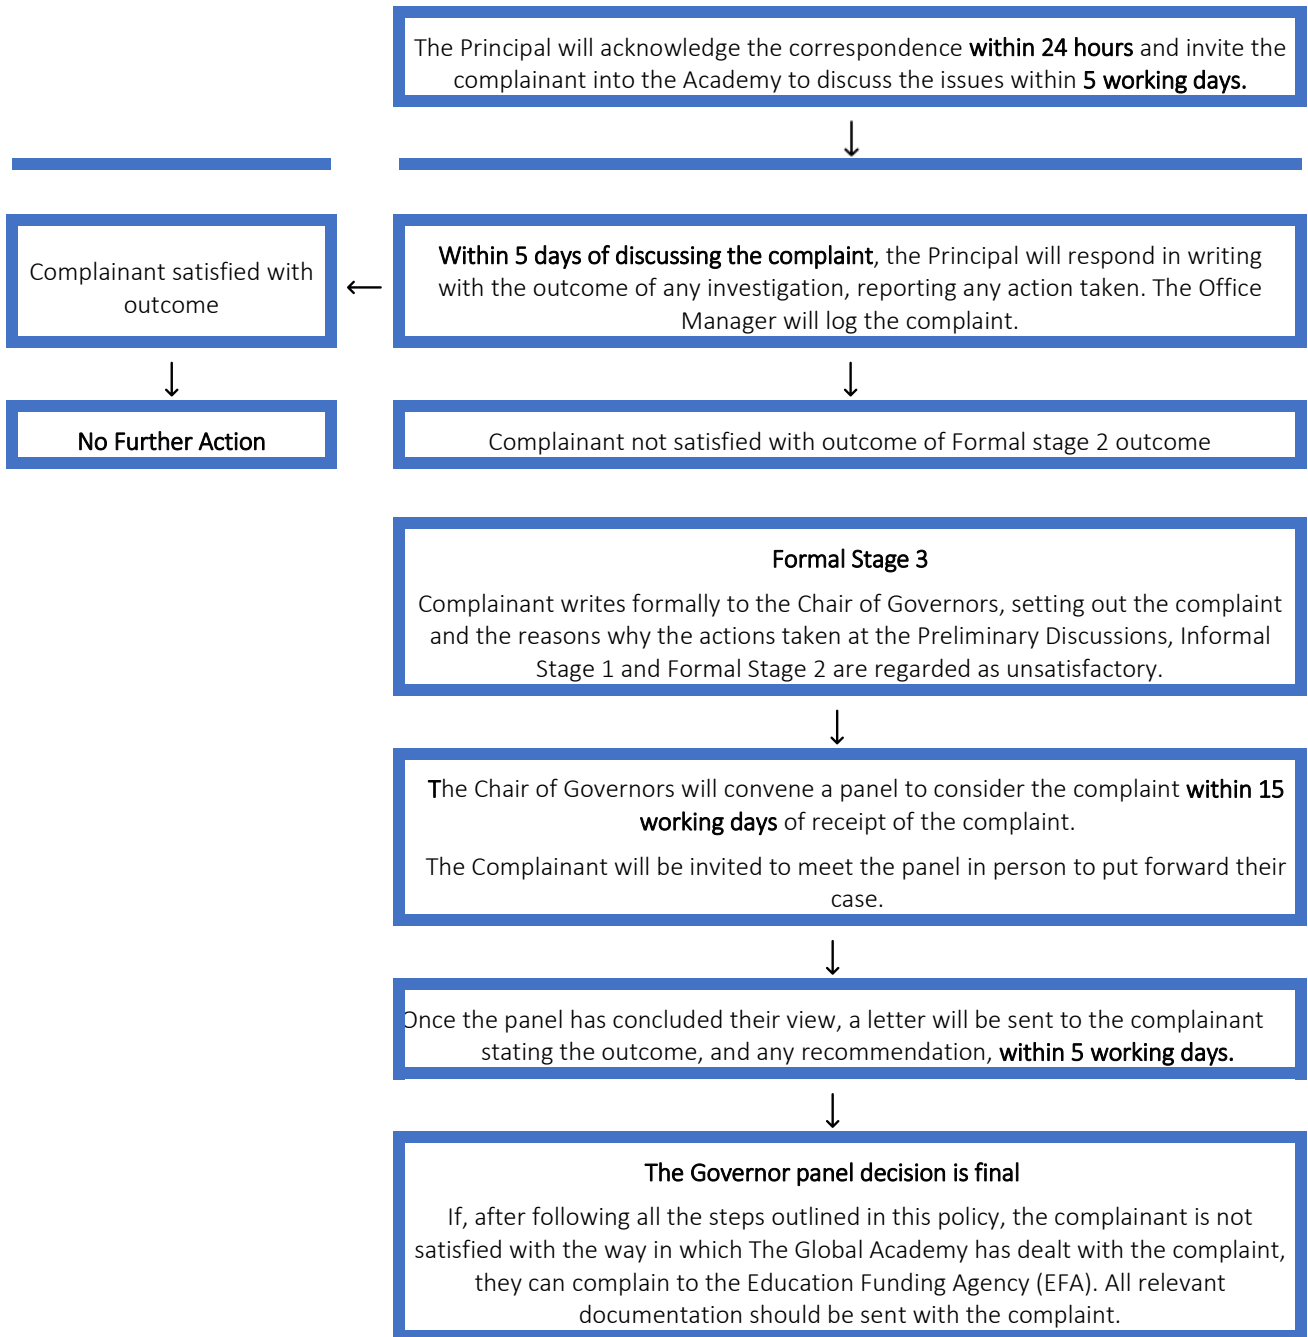 The Principal will acknowledge the correspondence within 24 hours and invite the
complainant into the Academy to discuss the issues within 5 working days.
Complainant satisfied with
outcome
Within 5 days of discussing the complaint, the Principal will respond in writing
with the outcome of any investigation, reporting any action taken. The Office
Manager will log the complaint.
No Further Action
Complainant not satisfied with outcome of Formal stage 2 outcome
Formal Stage 3
Complainant writes formally to the Chair of Governors, setting out the complaint
and the reasons why the actions taken at the Preliminary Discussions, Informal
Stage 1 and Formal Stage 2 are regarded as unsatisfactory.
The Chair of Governors will convene a panel to consider the complaint within 15
working days of receipt of the complaint.
The Complainant will be invited to meet the panel in person to put forward their
case.
Once the panel has concluded their view, a letter will be sent to the complainant
stating the outcome, and any recommendation, within 5 working days.
The Governor panel decision is final
If, after following all the steps outlined in this policy, the complainant is not
satisfied with the way in which The Global Academy has dealt with the complaint,
they can complain to the Education Funding Agency (EFA). All relevant
documentation should be sent with the complaint.